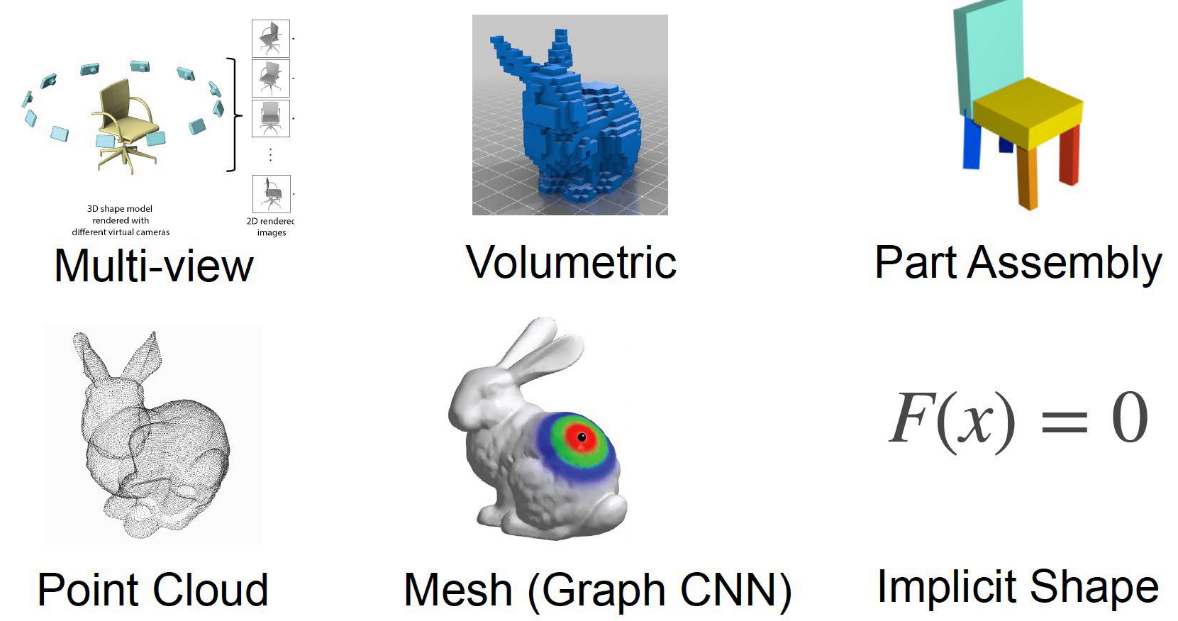 3D shape model
rendered with
different virtual cameras
2D rendered
images
Multi-view
Volumetric
Part Assembly
F(x) = 0
Point Cloud
Mesh (Graph CNN)
Implicit Shape